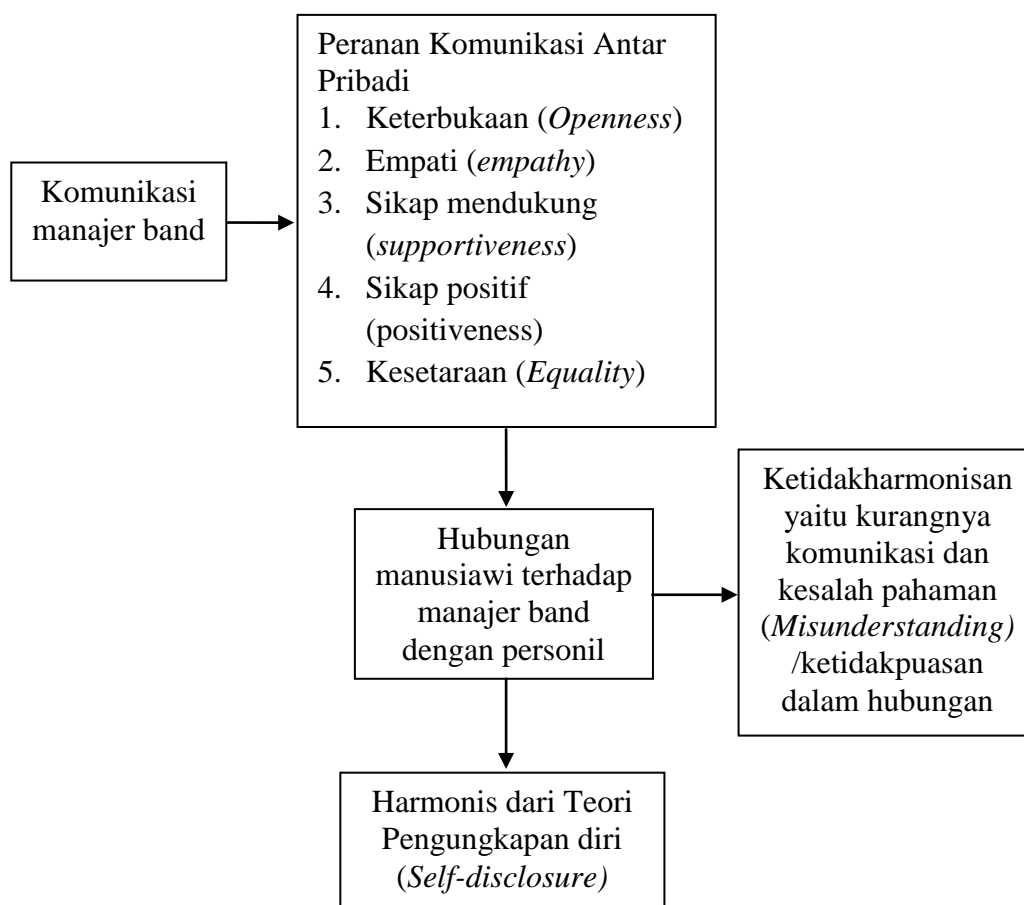 Komunikasi
manajer band
Peranan Komunikasi Antar
Pribadi
1. Keterbukaan (Openness)
2. Empati (empathy)
3. Sikap mendukung
(supportiveness)
4. Sikap positif
(positiveness)
5. Kesetaraan (Equality)
Hubungan
manusiawi terhadap
manajer band
dengan personil
Ketidakharmonisan
yaitu kurangnya
komunikasi dan
kesalah pahaman
(Misunderstanding)
/ketidakpuasan
dalam hubungan
Harmonis dari Teori
Pengungkapan diri
(Self-disclosure)